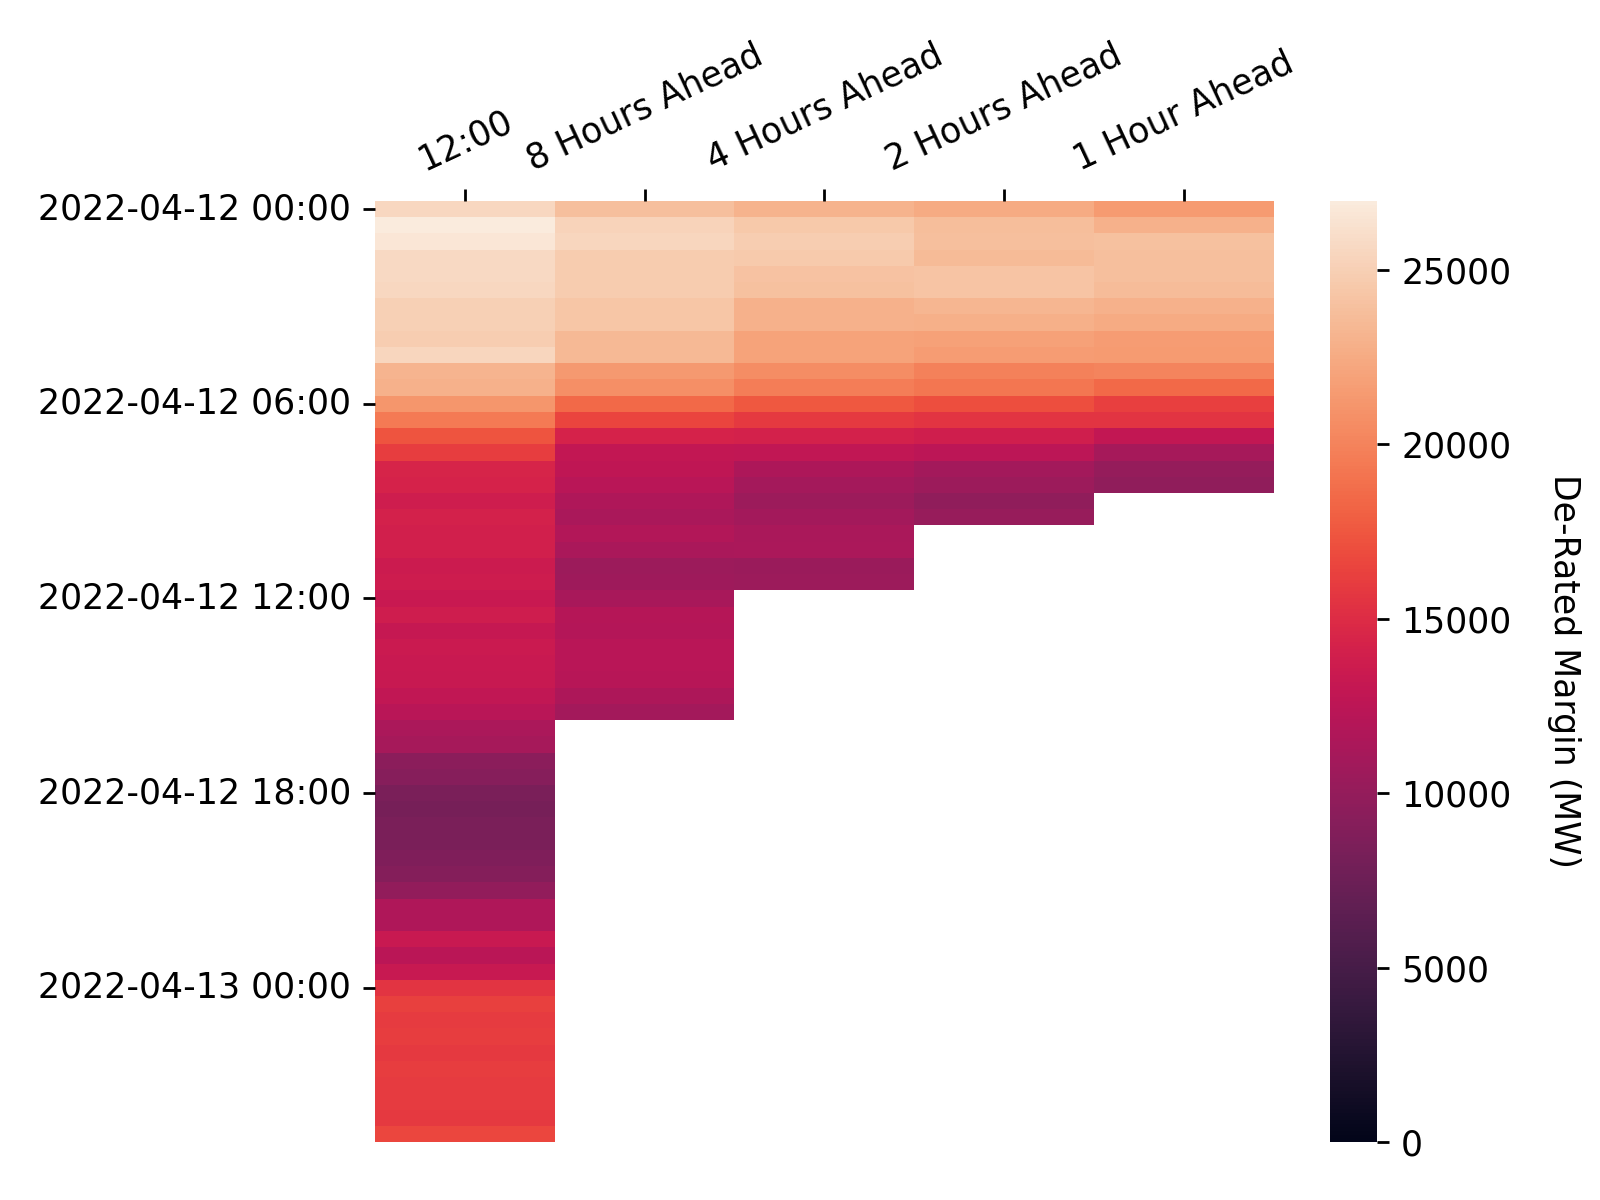 12:00
8 Hours Ahead
4 Hours Ahead
2 Hours Ahead
1 Hour Ahead
2022-04-12 00:00
2022-04-12 06:00
2022-04-12 12:00
2022-04-12 18:00
2022-04-13 00:00
25000
20000
15000
10000
5000
0
De-Rated Margin (MW)